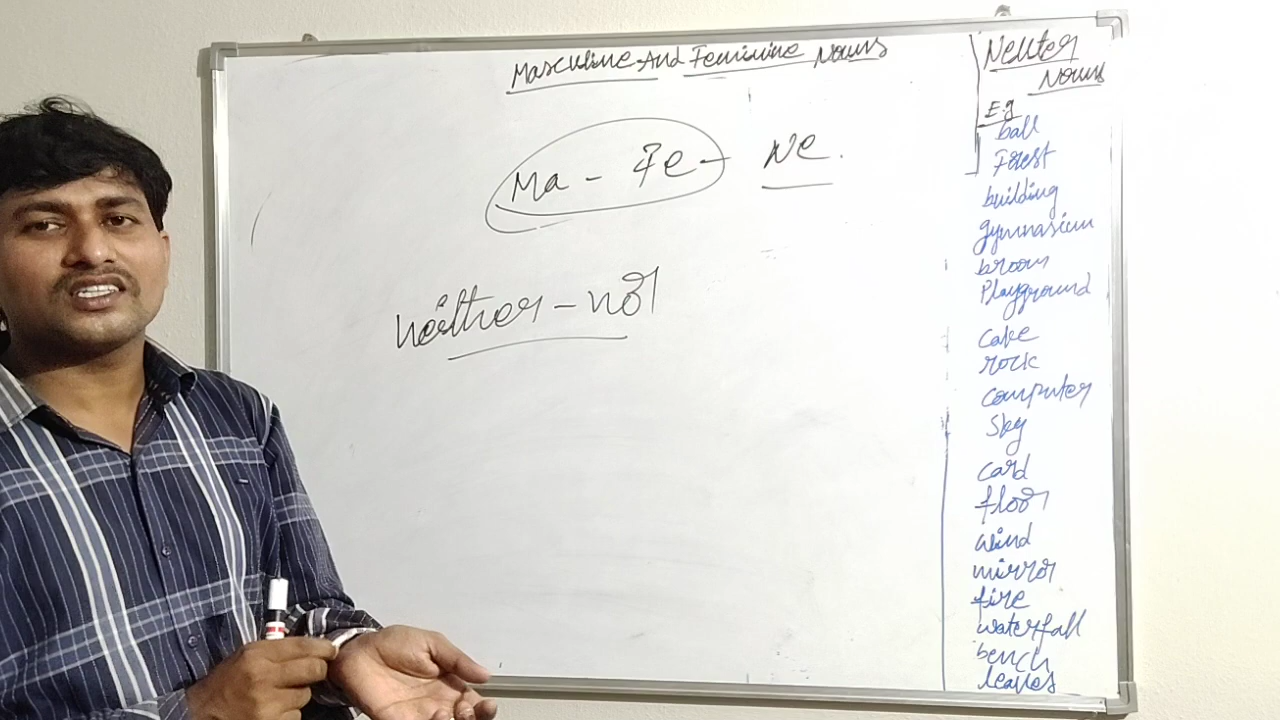 Masculine And Feminine Nouns
Ma - Fe - Ne.
neither - nor
Neuter
Nouns
E.g
ball
Forest
building
gymnasium
broom
Playground
cake
rock
computer
sky
card
floor
wind
mirror
fire
waterfall
bench
leaves